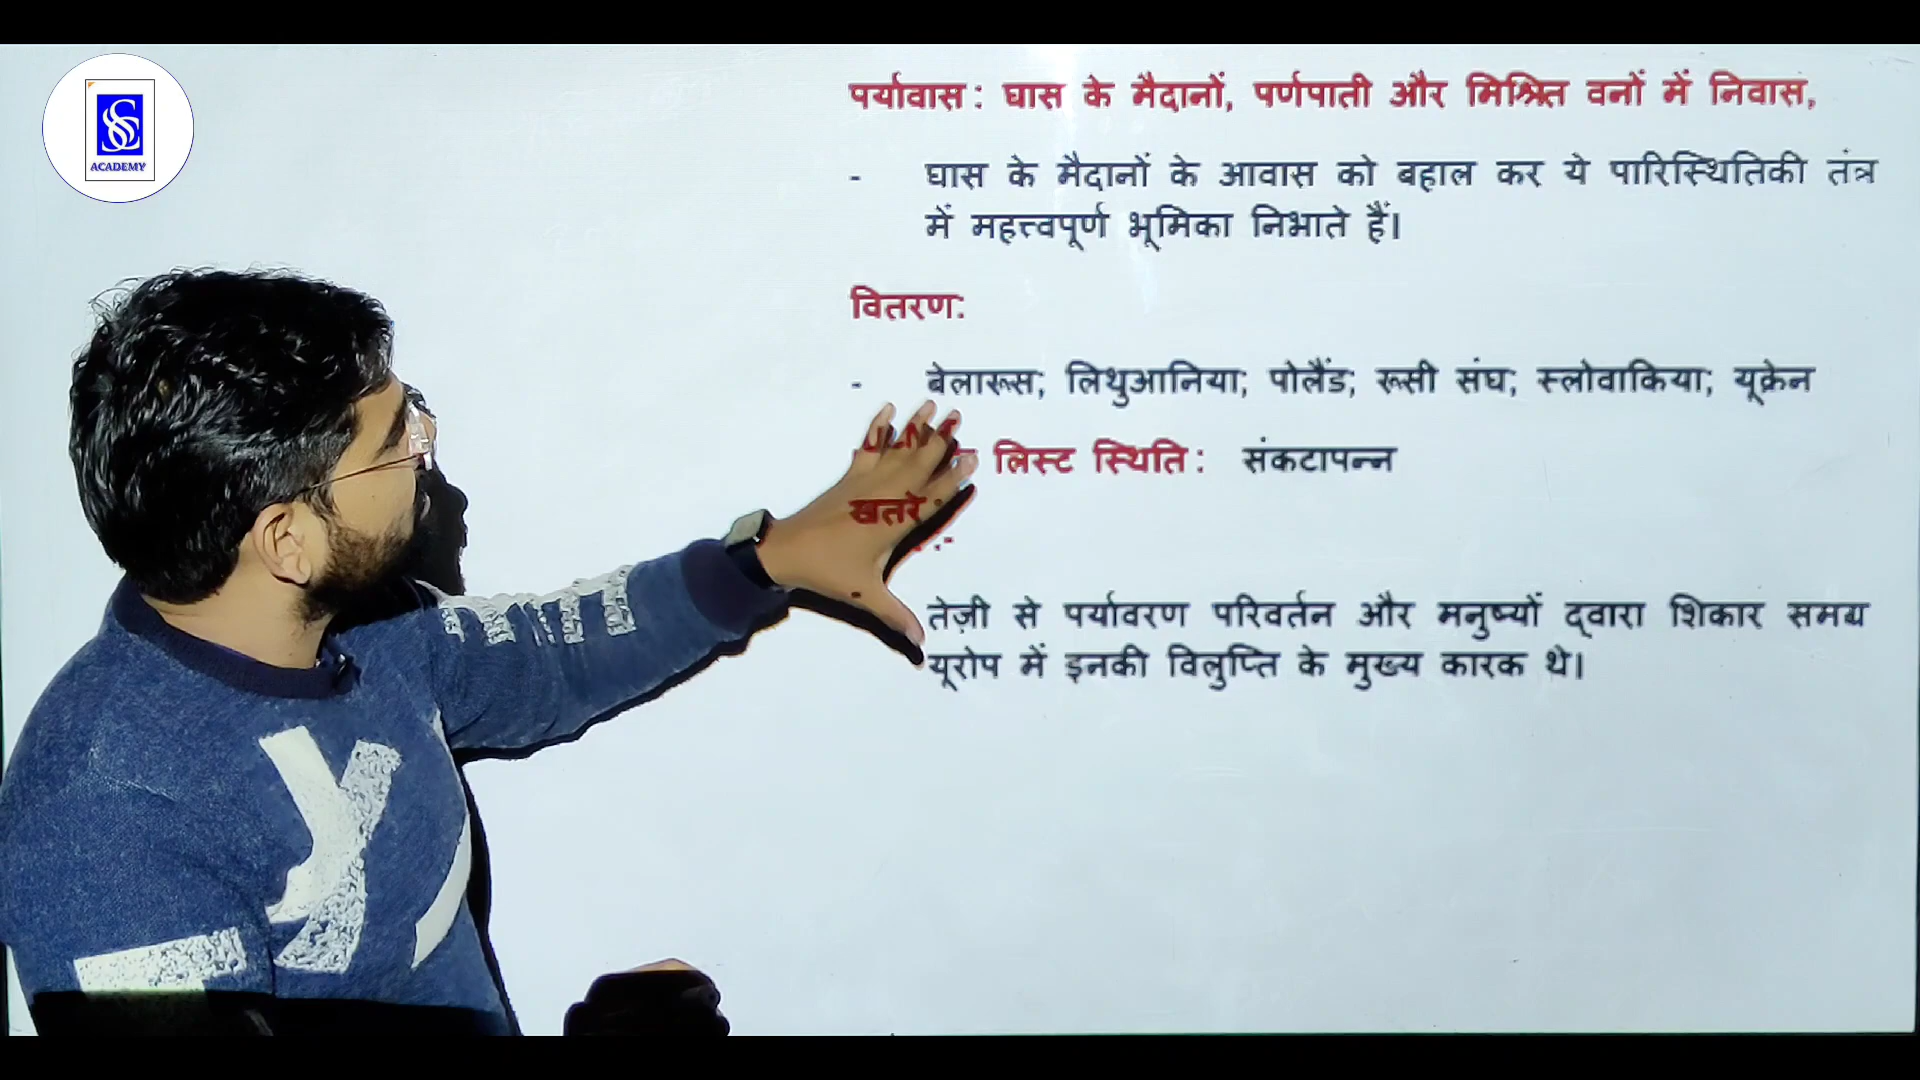 SSC
ACADEMY
पर्यावास : घास के मैदानों, पर्णपाती और मिश्रित वनों में निवास,
- घास के मैदानों के आवास को बहाल कर ये पारिस्थितिकी तंत्र
में महत्त्वपूर्ण भूमिका निभाते हैं।
वितरण:
- बेलारूस; लिथुआनिया; पोलैंड; रूसी संघ; स्लोवाकिया; यूक्रेन
लिस्ट स्थिति : संकटापन्न
खतरे :
तेज़ी से पर्यावरण परिवर्तन और मनुष्यों द्वारा शिकार समग्र
यूरोप में इनकी विलुप्ति के मुख्य कारक थे।